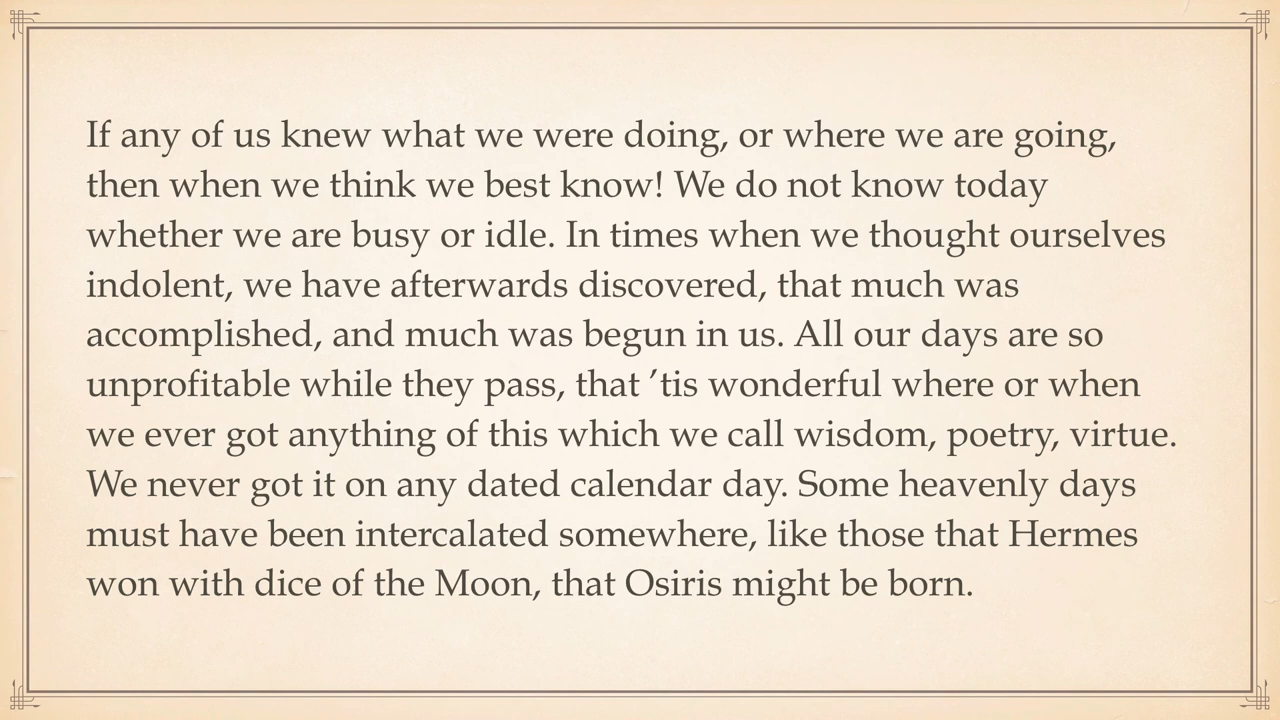 If any of us knew what we were doing, or where we are going,
then when we think we best know! We do not know today
whether we are busy or idle. In times when we thought ourselves
indolent, we have afterwards discovered, that much was
accomplished, and much was begun in us. All our days are so
unprofitable while they pass, that ’tis wonderful where or when
we ever got anything of this which we call wisdom, poetry, virtue.
We never got it on any dated calendar day. Some heavenly days
must have been intercalated somewhere, like those that Hermes
won with dice of the Moon, that Osiris might be born.